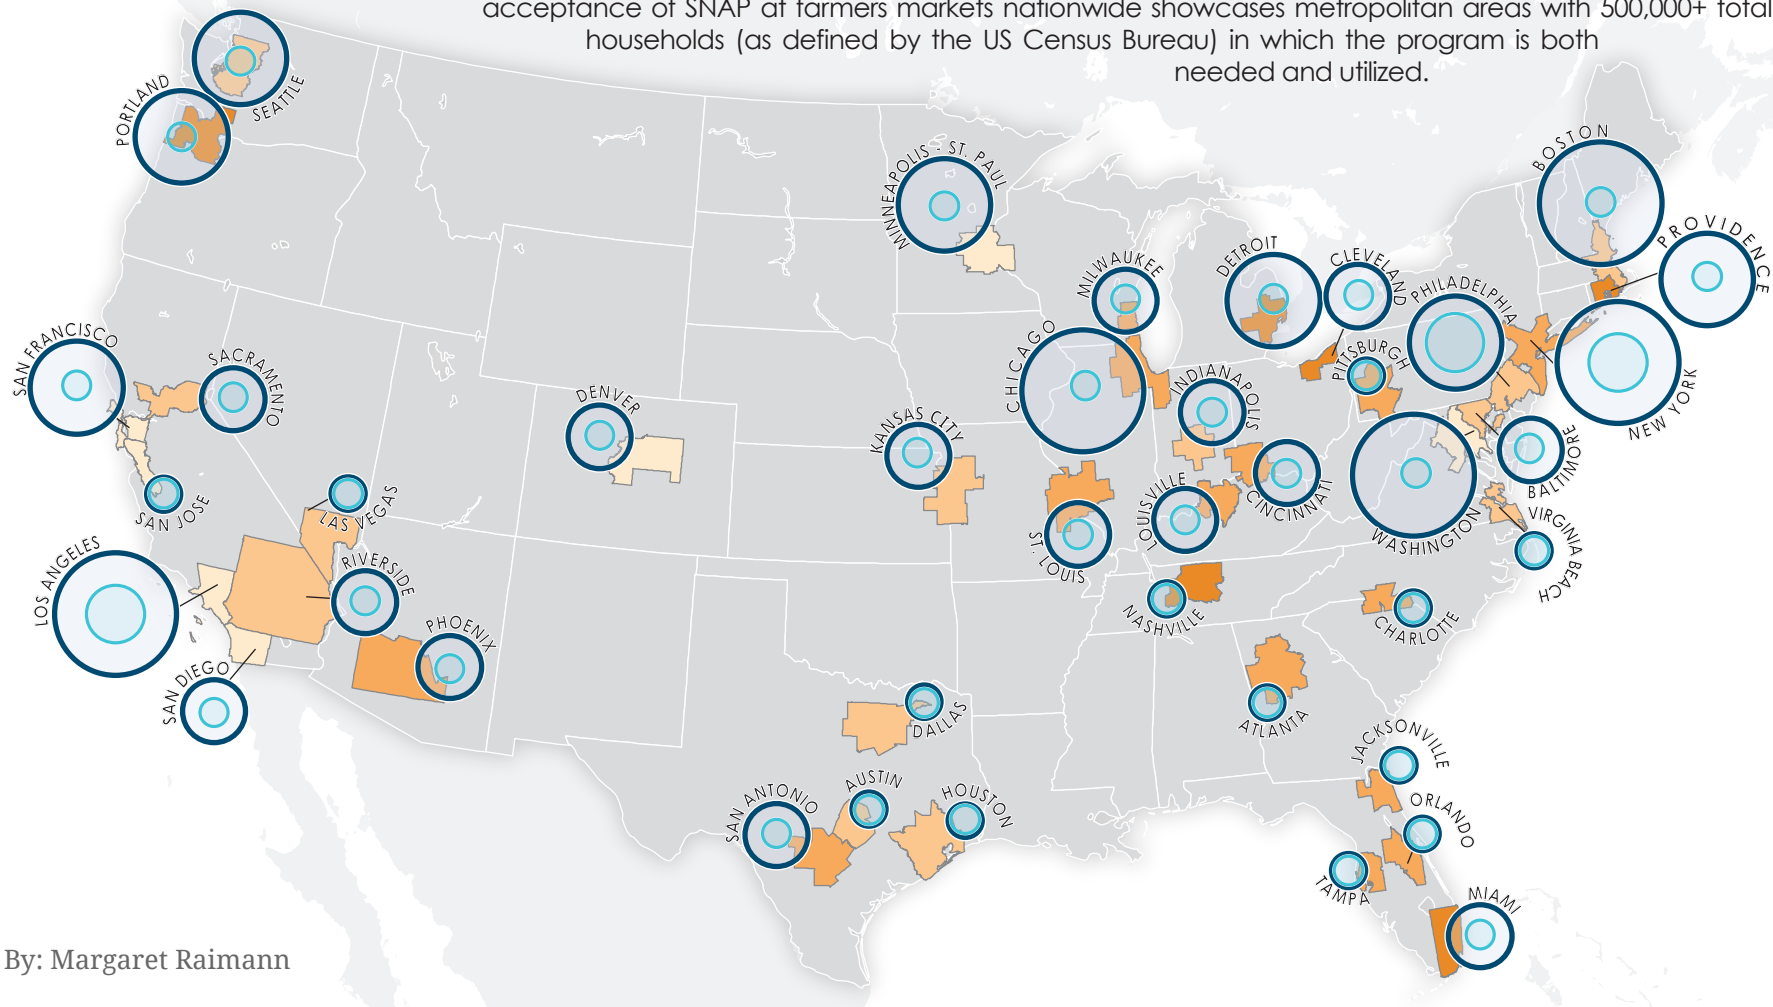 acceptance of SNAP at farmers markets nationwide showcases metropolitan areas with 500,000+ total
households (as defined by the US Census Bureau) in which the program is both
needed and utilized.
SEATTLE
PORTLAND
MINNEAPOLIS - ST. PAUL
BOSTON
PROVIDENCE
MILWAUKEE
DETROIT
CLEVELAND
PHILADELPHIA
SAN FRANCISCO
SACRAMENTO
CHICAGO
PITTSBURGH
NEW YORK
DENVER
KANSAS CITY
INDIANAPOLIS
BALTIMORE
SAN JOSE
LAS VEGAS
LOUISVILLE
CINCINNATI
WASHINGTON
VIRGINIA BEACH
ST. LOUIS
LOS ANGELES
RIVERSIDE
NASHVILLE
CHARLOTTE
PHOENIX
SAN DIEGO
DALLAS
ATLANTA
JACKSONVILLE
SAN ANTONIO
AUSTIN
HOUSTON
ORLANDO
TAMPA
MIAMI
By: Margaret Raimann